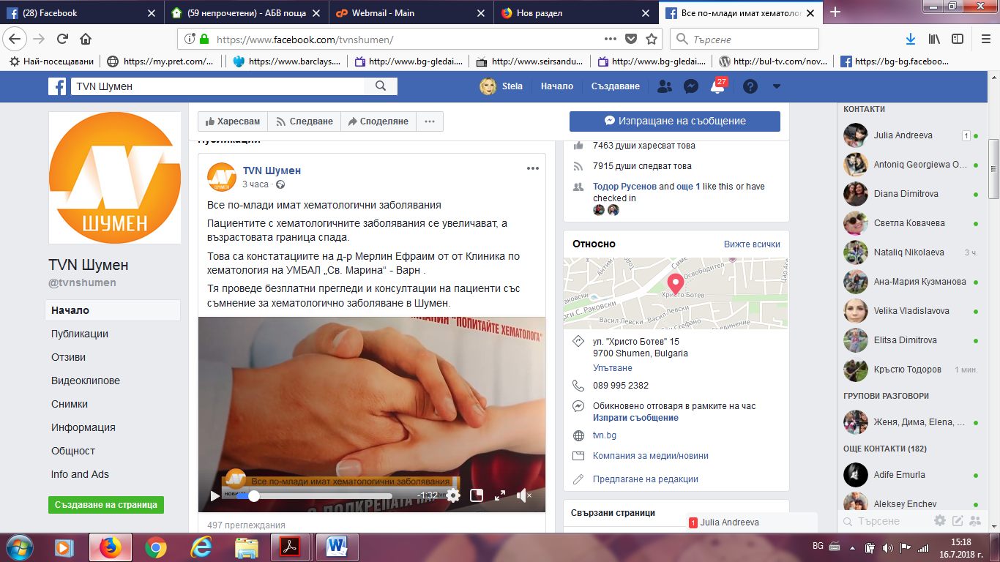 (28) Facebook
(59 непрочетени) - АБВ поща
Webmail - Main
Нов раздел
Все по-млади имат хематолог
https://www.facebook.com/tvnshumen/
Търсене
Най-посещавани
https://my.pret.com/...
https://www.barclays....
http://www.bg-gledai....
http://www.seirsandu...
http://www.bg-gledai....
http://bul-tv.com/nov...
https://bg-bg.faceboo...
TVN Шумен
Stela
Начало
Създаване
27
Харесвам
Следване
Споделяне
Изпращане на съобщение
Публикации
ШУМЕН
TVN Шумен
@tvnshumen
Начало
Публикации
Отзиви
Видеоклипове
Снимки
Информация
Общност
Info and Ads
Създаване на страница
ШУМЕН
TVN Шумен
3 часа ·
Все по-млади имат хематологични заболявания
Пациентите с хематологичните заболявания се увеличават, а
възрастовата граница спада.
Това са констатациите на д-р Мерлин Ефраим от от Клиника по
хематология на УМБАЛ „Св. Марина“ - Варн .
Тя проведе безплатни прегледи и консултации на пациенти със
съмнение за хематологично заболяване в Шумен.
"ПОПИТАЙТЕ ХЕМАТОЛОГА"
Все по-млади имат хематологични заболявания
-1:32
ПОДКРЕПАТА НА
497 преглеждания
7463 души харесват това
7915 души следват това
Тодор Русенов and още 1 like this or have
checked in
Относно
Вижте всички
Христо Ботев
Васил Левски
Васил Левски
ул. "Христо Ботев" 15
9700 Shumen, Bulgaria
Упътване
089 995 2382
Обикновено отговаря в рамките на час
Изпрати съобщение
tvn.bg
Компания за медии/новини
Предлагане на редакции
Свързани страници
1 Julia Andreeva
КОНТАКТИ
Julia Andreeva 1
Antoniq Georgiewa O...
Diana Dimitrova
Светла Ковачева
Nataliq Nikolaeva 3 ч.
Ана-Мария Кузманова
Velika Vladislavova
Elitsa Dimitrova
Кръстю Тодоров 1 мин.
ГРУПОВИ РАЗГОВОРИ
Женя, Дима, Elena, ...
ОЩЕ КОНТАКТИ (182)
Adife Emurla
Aleksey Enchev
Търсене
BG
15:18
16.7.2018 г.